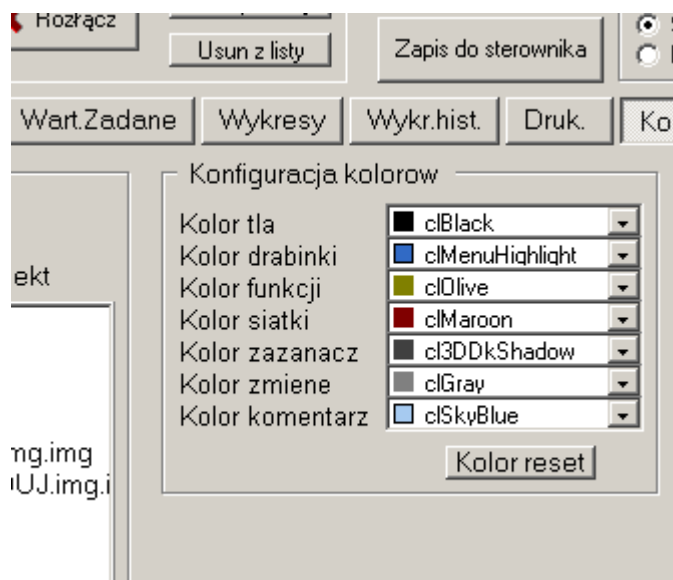 Rozłącz
Usun z listy
Zapis do sterownika
Wart.Zadane
Wykresy
Wykr.hist.
Druk.
Ko
Konfiguracja kolorow
Kolor tla clBlack
Kolor drabinki clMenuHighlight
ekt
Kolor funkcji clOlive
Kolor siatki clMaroon
Kolor zazanacz cl3DDkShadow
Kolor zmiene clGray
Kolor komentarz clSkyBlue
mg.img
UJ.img.i
Kolor reset